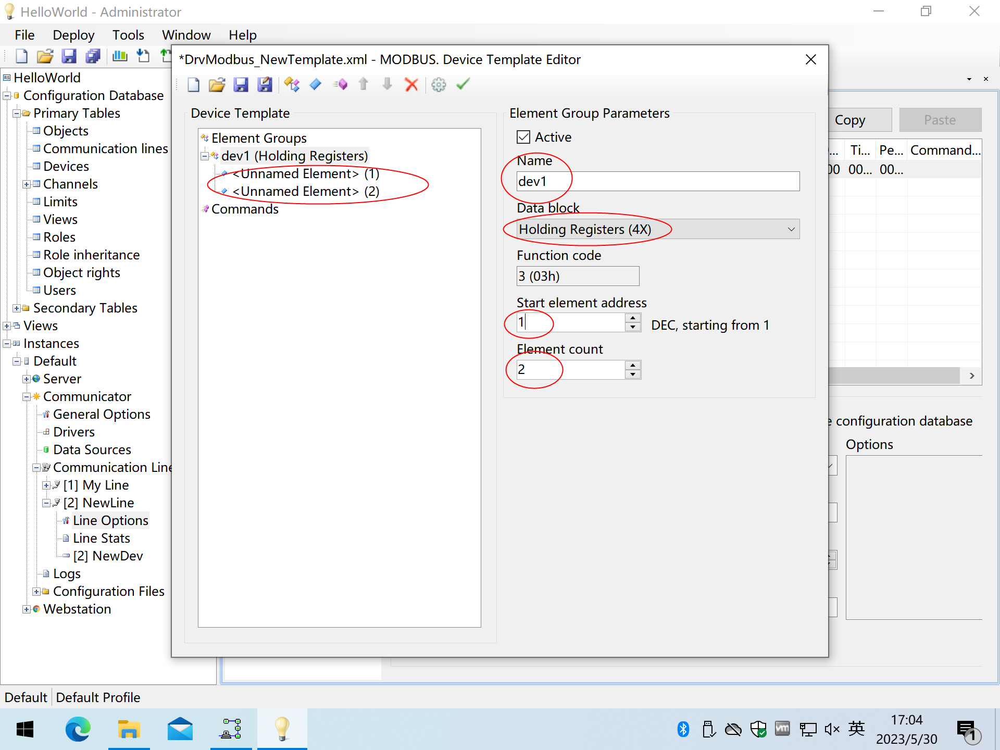 HelloWorld - Administrator
File Deploy Tools Window Help
*DrvModbus_NewTemplate.xml - MODBUS. Device Template Editor
HelloWorld
Configuration Database
Primary Tables
Objects
Communication lines
Devices
Channels
Limits
Views
Roles
Role inheritance
Object rights
Users
Secondary Tables
Views
Instances
Default
Server
Communicator
General Options
Drivers
Data Sources
Communication Line
[1] My Line
[2] NewLine
Line Options
Line Stats
[2] NewDev
Logs
Configuration Files
Webstation
Device Template
Element Groups
dev1 (Holding Registers)
<Unnamed Element> (1)
<Unnamed Element> (2)
Commands
Element Group Parameters
Active
Name
dev1
Data block
Holding Registers (4X)
Function code
3 (03h)
Start element address
1
DEC, starting from 1
Element count
2
Copy Paste
Ti... Pe... Command...
00 00... 00...
configuration database
Options
Default Default Profile
英
17:04
2023/5/30
1